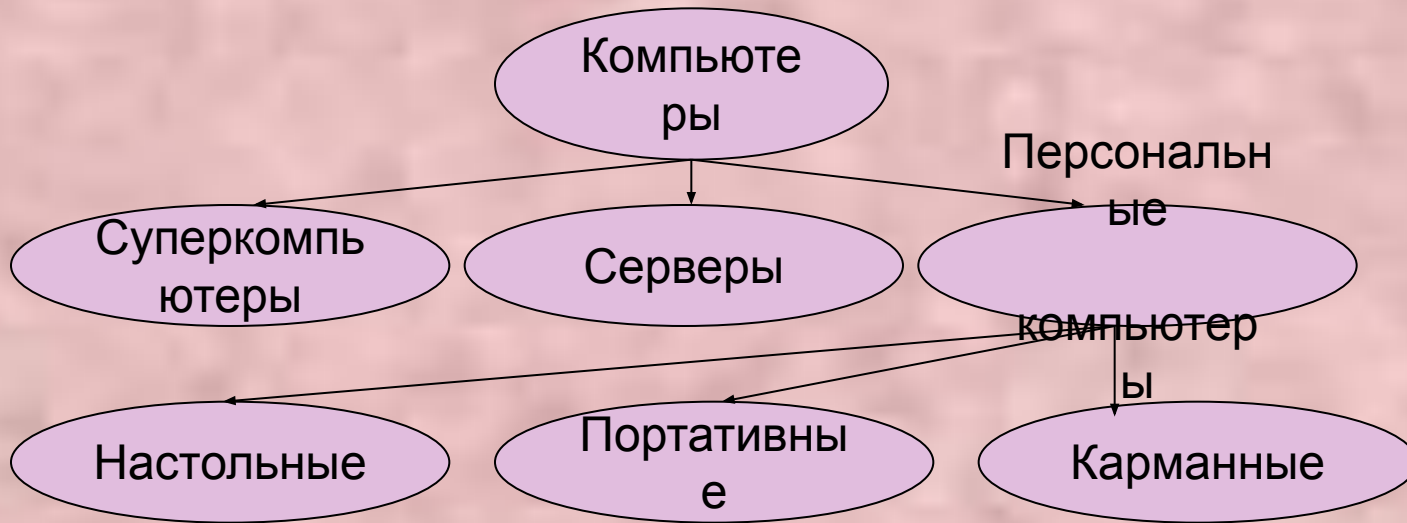 Компьюте
ры
Суперкомпь
ютеры
Серверы
Персональн
ые
компьютер
ы
Настольные
Портативны
е
Карманные